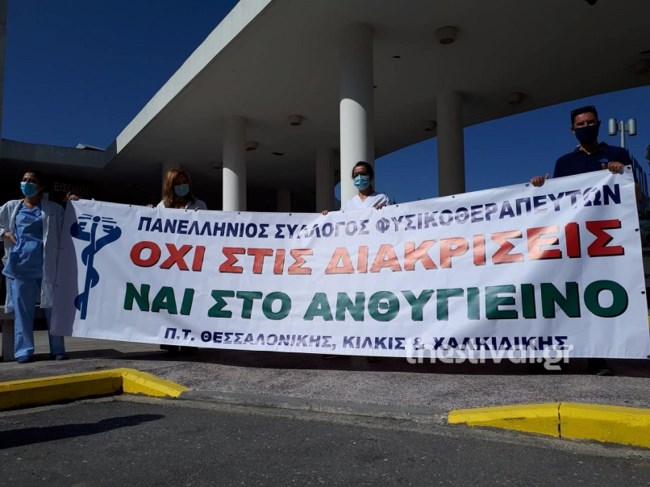 ΠΑΝΕΛΛΗΝΙΟΣ ΣΥΛΛΟΓΟΣ ΦΥΣΙΚΟΘΕΡΑΠΕΥΤΩΝ
ΟΧΙ ΣΤΙΣ ΔΙΑΚΡΙΣΕΙΣ
ΝΑΙ ΣΤΟ ΑΝΘΥΓΙΕΙΝΟ
Π.Τ. ΘΕΣΣΑΛΟΝΙΚΗΣ, ΚΙΛΚΙΣ & ΧΑΛΚΙΔΙΚΗΣ
thestival.gr